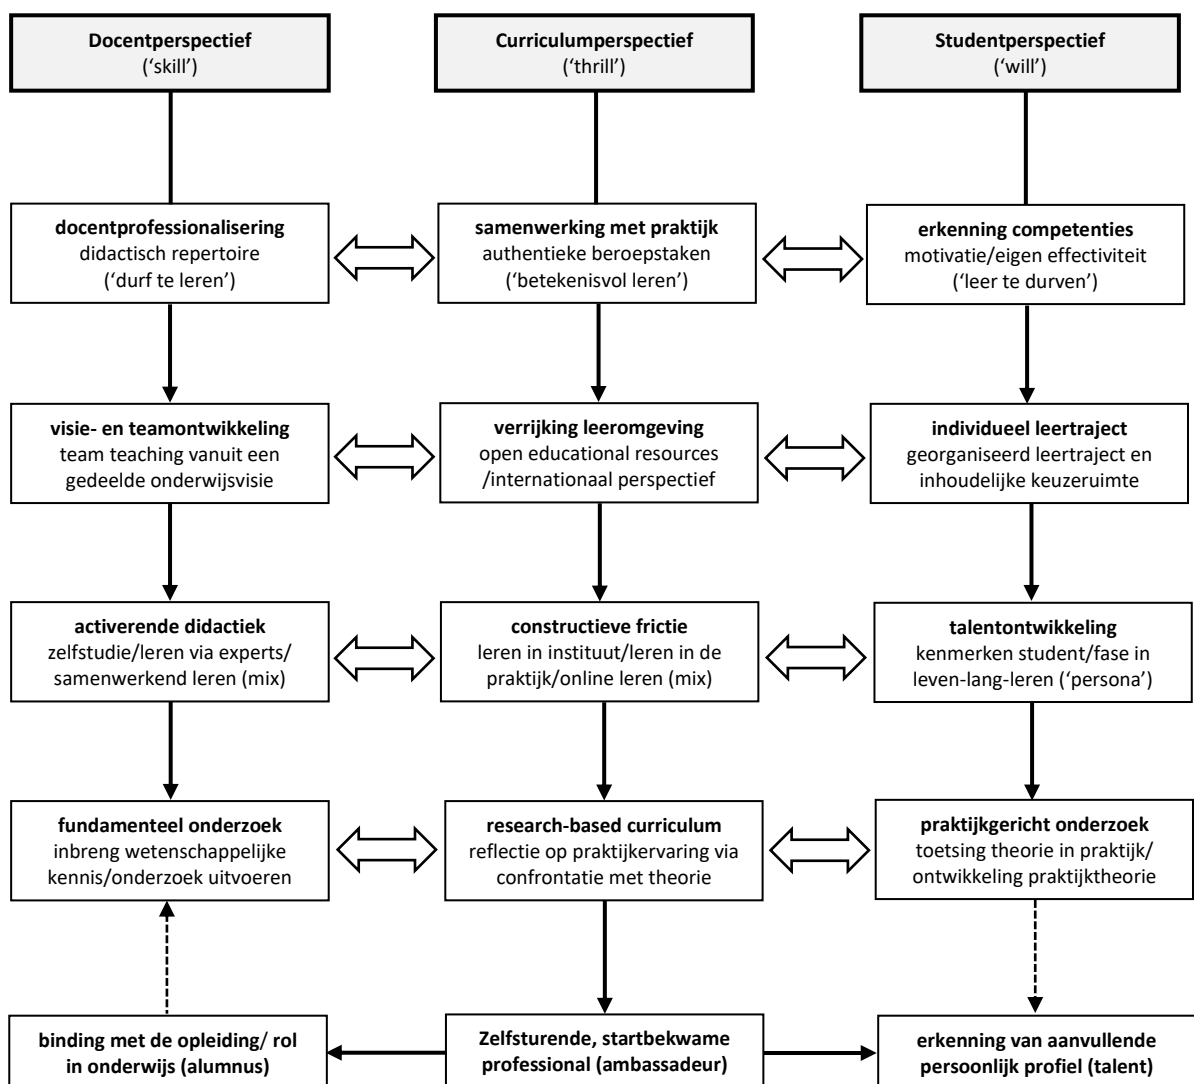 Docentperspectief
(‘skill’)
Curriculumperspectief
(‘thrill’)
Studentperspectief
(‘will’)
docentprofessionalisering
didactisch repertoire
(‘durf te leren’)
samenwerking met praktijk
authentieke beroepstaken
(‘betekenisvol leren’)
erkenning competenties
motivatie/eigen effectiviteit
(‘leer te durven’)
visie- en teamontwikkeling
team teaching vanuit een
gedeelde onderwijsvisie
verrijking leeromgeving
open educational resources
/internationaal perspectief
individueel leertraject
georganiseerd leertraject en
inhoudelijke keuzeruimte
activerende didactiek
zelfstudie/leren via experts/
samenwerkend leren (mix)
constructieve frictie
leren in instituut/leren in de
praktijk/online leren (mix)
talentontwikkeling
kenmerken student/fase in
leven-lang-leren (‘persona’)
fundamenteel onderzoek
inbreng wetenschappelijke
kennis/onderzoek uitvoeren
research-based curriculum
reflectie op praktijkervaring via
confrontatie met theorie
praktijkgericht onderzoek
toetsing theorie in praktijk/
ontwikkeling praktijktheorie
binding met de opleiding/ rol
in onderwijs (alumnus)
Zelfsturende, startbekwame
professional (ambassadeur)
erkenning van aanvullende
persoonlijk profiel (talent)